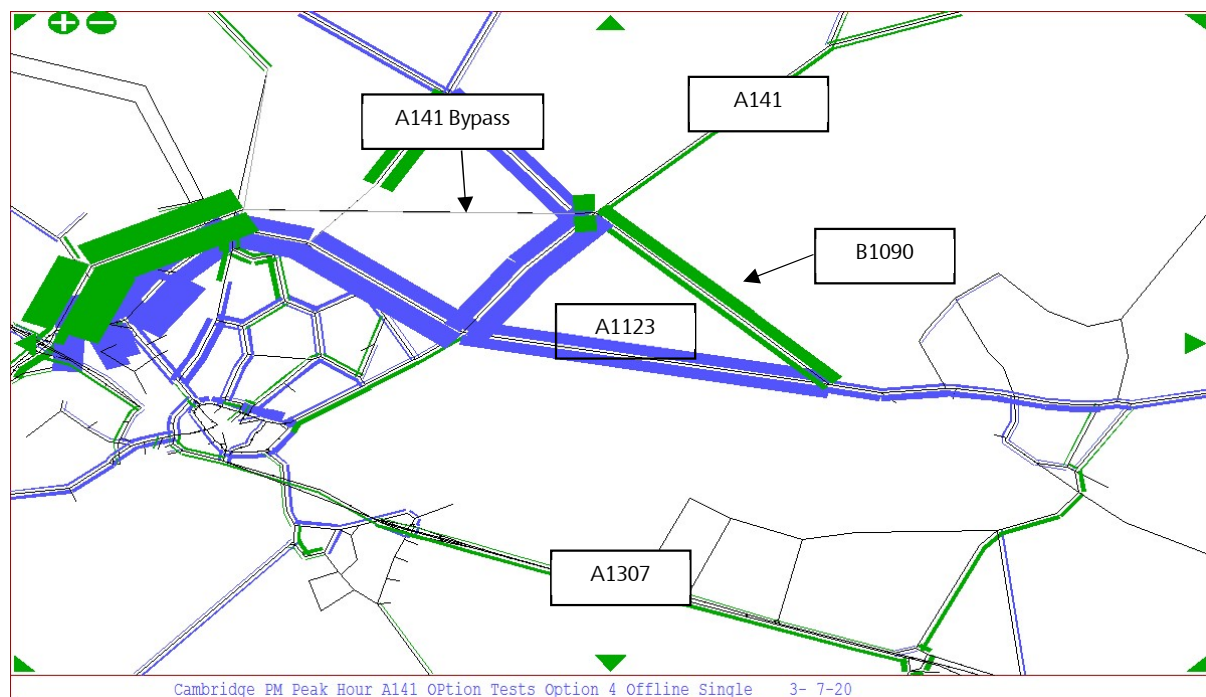 A141 Bypass
A141
B1090
A1123
A1307
Cambridge PM Peak Hour A141 OPtion Tests Option 4 Offline Single 3- 7-20